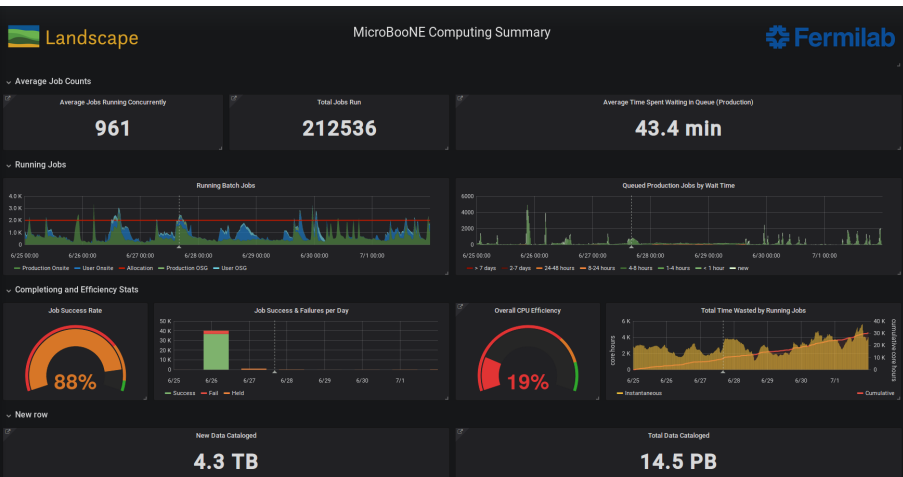 Landscape
MicroBooNE Computing Summary
Fermilab
Average Job Counts
Average Jobs Running Concurrently
961
Total Jobs Run
212536
Average Time Spent Waiting in Queue (Production)
43.4 min
Running Jobs
Running Batch Jobs
4.0 K
3.0 K
2.0 K
1.0 K
0
6/25 00:00 6/26 00:00 6/27 00:00 6/28 00:00 6/29 00:00 6/30 00:00 7/1 00:00
Production Onsite User Onsite Allocation Production OSG User OSG
Queued Production Jobs by Wait Time
6000
4000
2000
0
6/25 00:00 6/26 00:00 6/27 00:00 6/28 00:00 6/29 00:00 6/30 00:00 7/1 00:00
> 7 days 2-7 days 24-48 hours 8-24 hours 4-8 hours 1-4 hours < 1 hour new
Completiong and Efficiency Stats
Job Success Rate
88%
Job Success & Failures per Day
50 K
40 K
30 K
20 K
10 K
0
6/25 6/26 6/27 6/28 6/29 6/30 7/1
Success Fail Held
Overall CPU Efficiency
19%
Total Time Wasted by Running Jobs
core hours
6 K
4 K
2 K
0
40 K
30 K
20 K
10 K
0
cumulative core hours
6/25 6/26 6/27 6/28 6/29 6/30 7/1
Instantaneous Cumulative
New row
New Data Cataloged
4.3 TB
Total Data Cataloged
14.5 PB